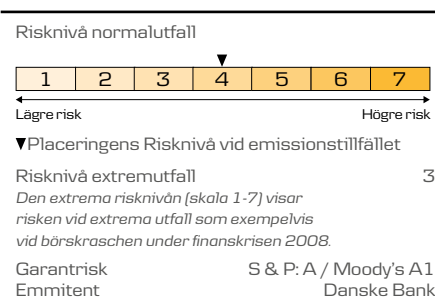 Risknivå normalutfall
1 2 3 4 5 6 7
Lägre risk Högre risk
▼Placeringens Risknivå vid emissionstillfället
Risknivå extremutfall 3
Den extrema risknivån (skala 1-7) visar
risken vid extrema utfall som exempelvis
vid börskraschen under finanskrisen 2008.
Garantrisk S & P: A / Moody's A1
Emmitent Danske Bank